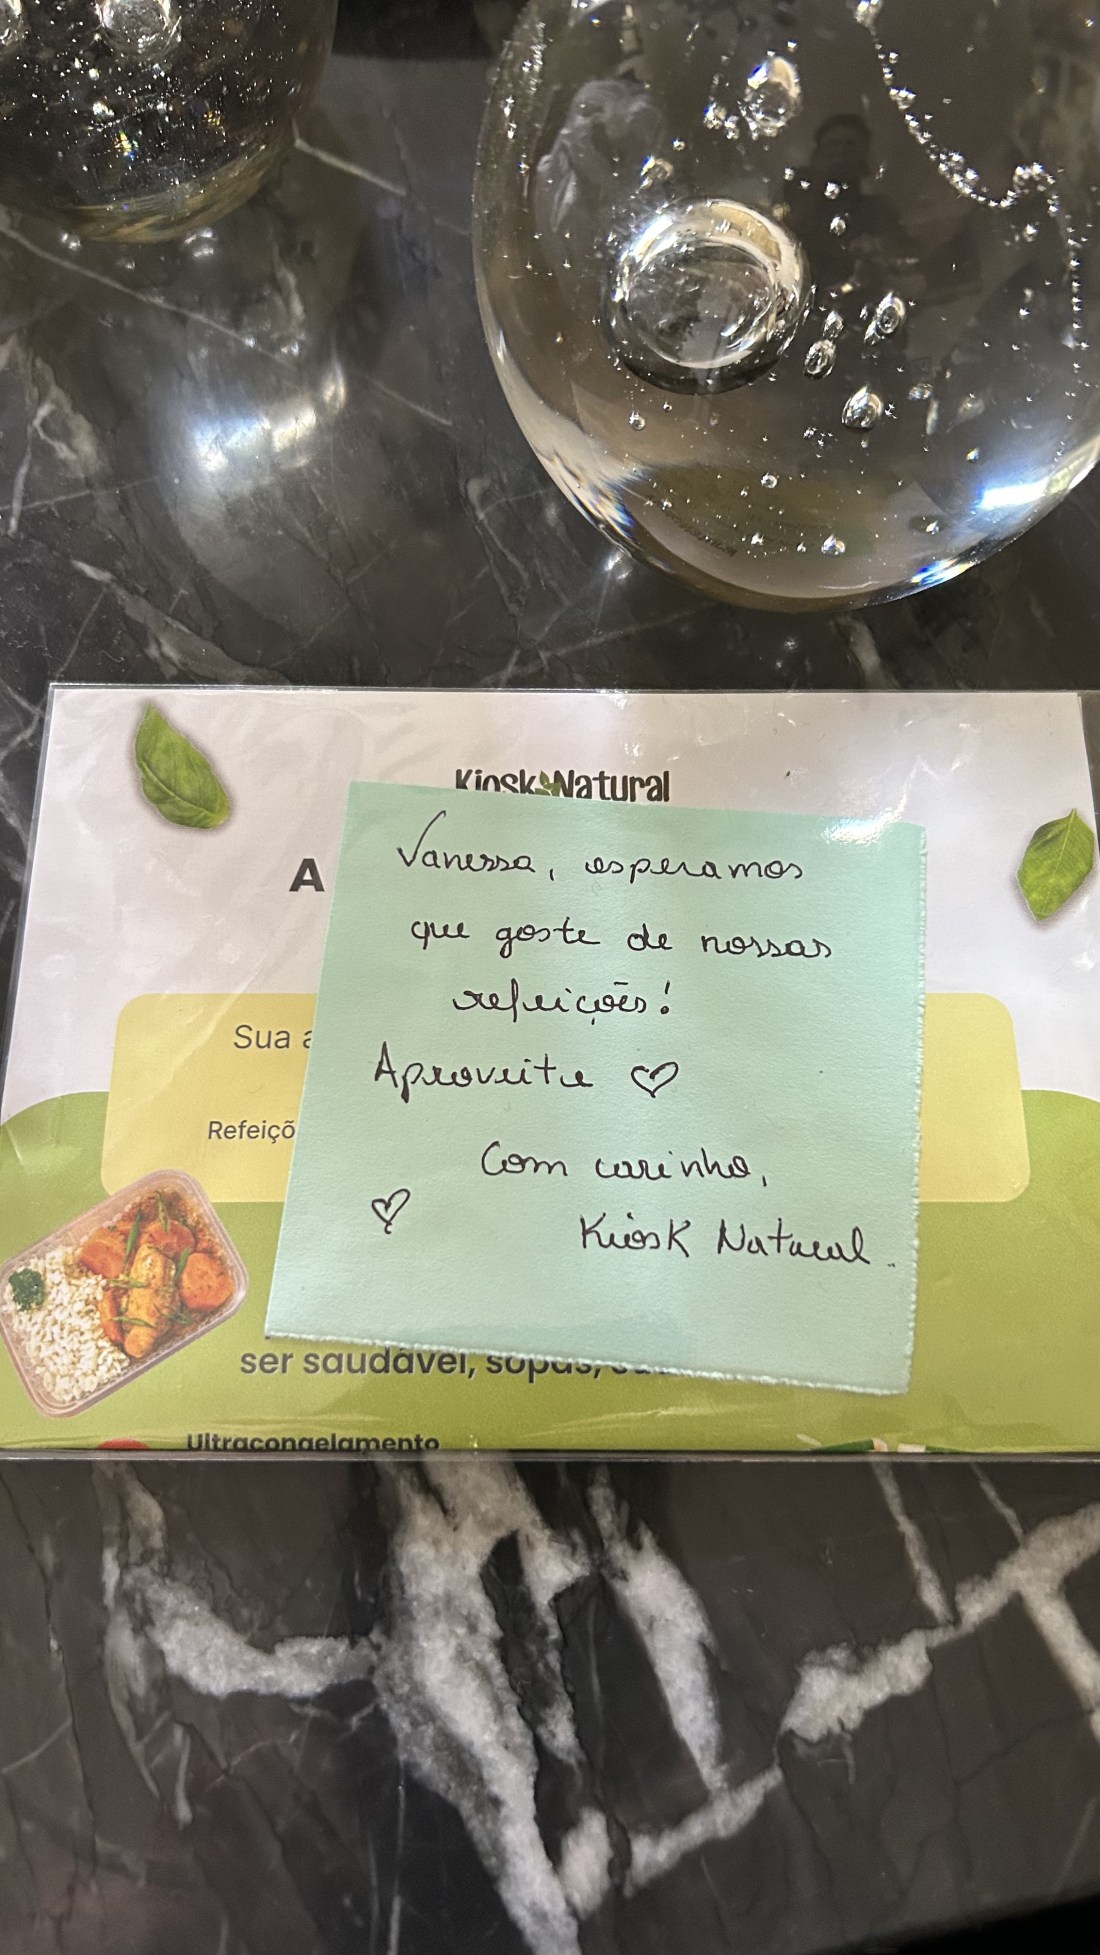 Kiosk Natural
A
Vanessa, esperamos
que goste de nossas
refeições!
Aproveite ♡
Com carinho,
♡ Kiosk Natural.
Sua a
Refeiçõ
ser saudável, sopas,
Ultracongelamento